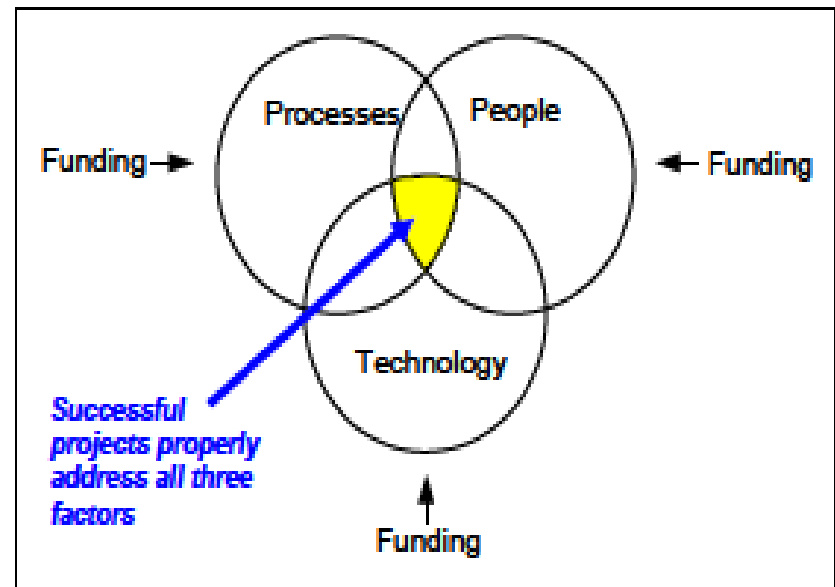 Processes
People
Funding
Funding
Technology
Successful
projects properly
address all three
factors
Funding